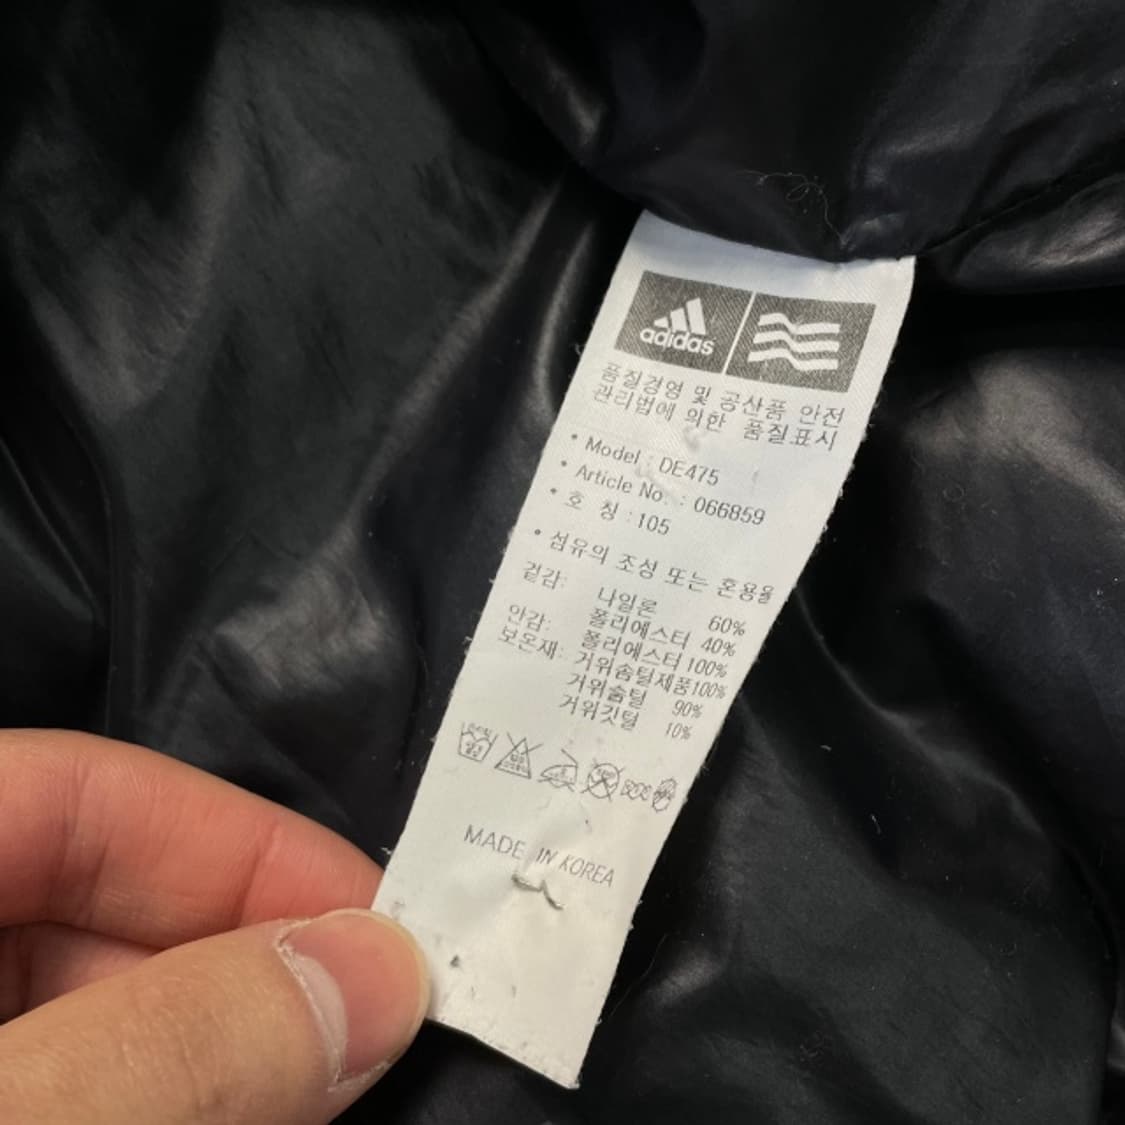 adidas
품질경영 및 공산품 안전
관리법에 의한 품질표시
• Model : DE475
• Article No. : 066859
• 호 칭 : 105
• 섬유의 조성 또는 혼용율
겉감: 나일론 60%
폴리에스터 40%
안감: 폴리에스터 100%
보온재: 거위솜털제품 100%
거위솜털 90%
거위깃털 10%
MADE IN KOREA